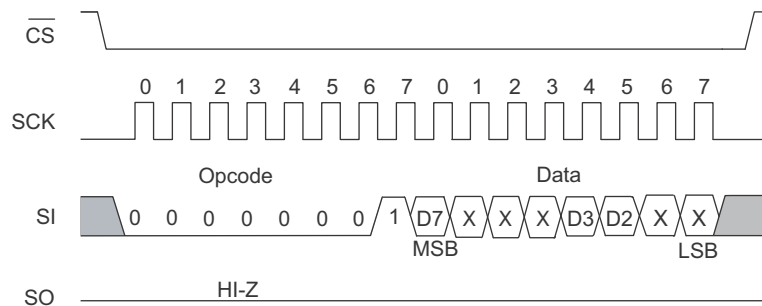 CS
0 1 2 3 4 5 6 7 0 1 2 3 4 5 6 7
SCK
Opcode Data
SI 0 0 0 0 0 0 0 1 D7 X X X D3 D2 X X
MSB LSB
HI-Z
SO